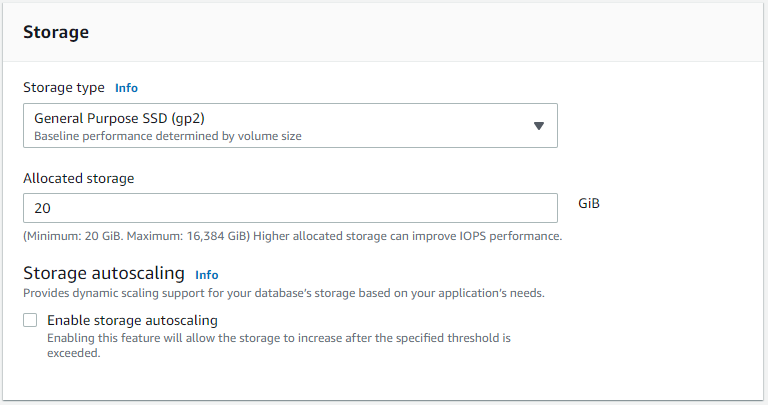 Storage
Storage type Info
General Purpose SSD (gp2)
Baseline performance determined by volume size
Allocated storage
20 GiB
(Minimum: 20 GiB. Maximum: 16,384 GiB) Higher allocated storage can improve IOPS performance.
Storage autoscaling Info
Provides dynamic scaling support for your database's storage based on your application's needs.
Enable storage autoscaling
Enabling this feature will allow the storage to increase after the specified threshold is
exceeded.